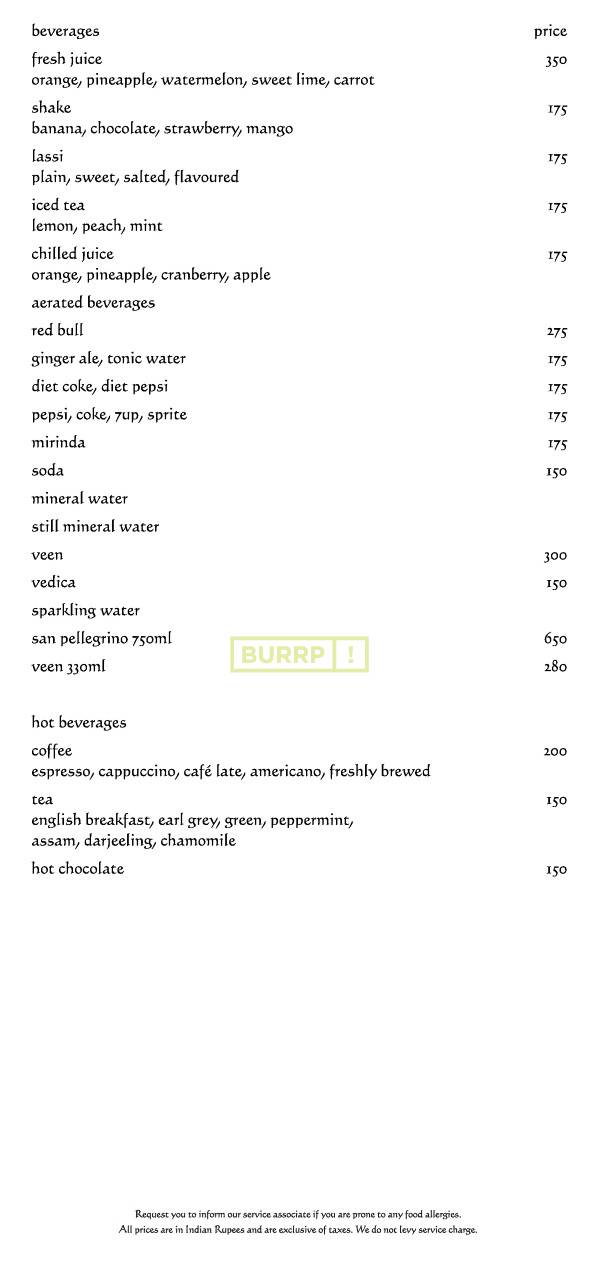 beverages price
fresh juice 350
orange, pineapple, watermelon, sweet lime, carrot
shake 175
banana, chocolate, strawberry, mango
lassi 175
plain, sweet, salted, flavoured
iced tea 175
lemon, peach, mint
chilled juice 175
orange, pineapple, cranberry, apple
aerated beverages
red bull 275
ginger ale, tonic water 175
diet coke, diet pepsi 175
pepsi, coke, 7up, sprite 175
mirinda 175
soda 150
mineral water
still mineral water
veen 300
vedica 150
sparkling water
san pellegrino 750ml 650
BURRP !
veen 330ml 280
hot beverages
coffee 200
espresso, cappuccino, café late, americano, freshly brewed
tea 150
english breakfast, earl grey, green, peppermint,
assam, darjeeling, chamomile
hot chocolate 150
Request you to inform our service associate if you are prone to any food allergies.
All prices are in Indian Rupees and are exclusive of taxes. We do not levy service charge.